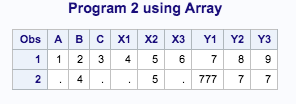 Program 2 using Array
Obs A B C X1 X2 X3 Y1 Y2 Y3
1 1 2 3 4 5 6 7 8 9
2 . 4 . . 5 . 777 7 7